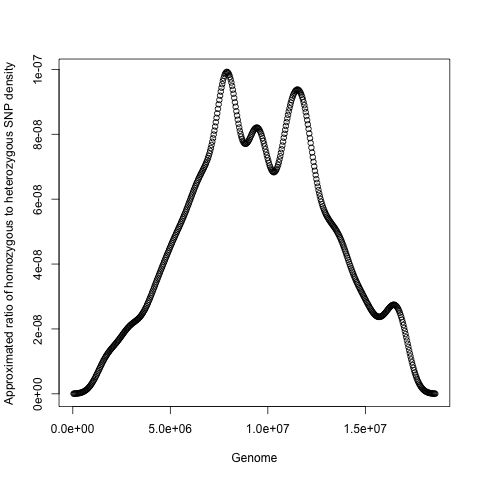 Approximated ratio of homozygous to heterozygous SNP density
1e-07
8e-08
6e-08
4e-08
2e-08
0e+00
0.0e+00 5.0e+06 1.0e+07 1.5e+07
Genome